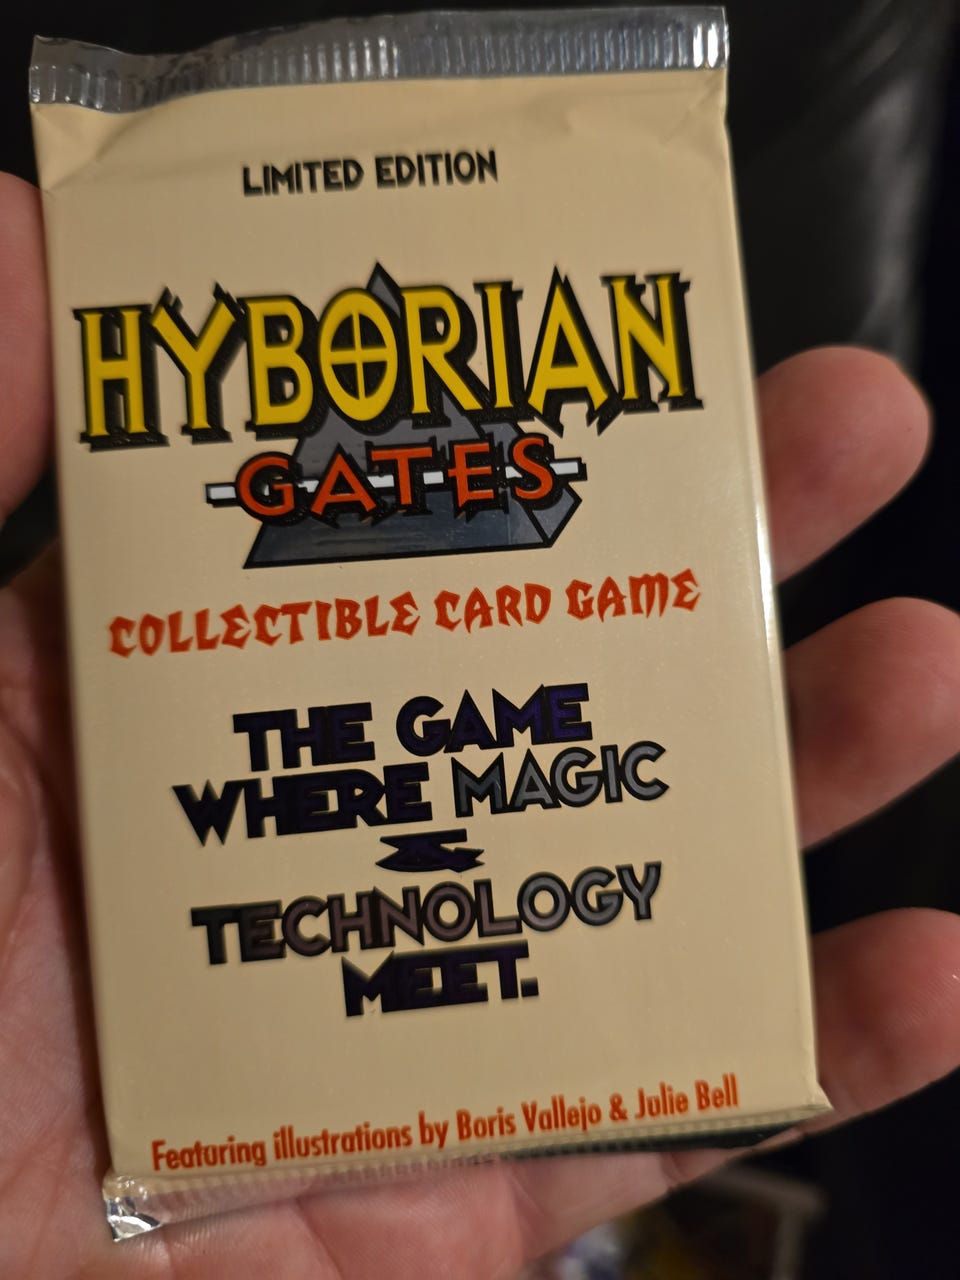 LIMITED EDITION
HYBORIAN
GATES
COLLECTIBLE CARD GAME
THE GAME
WHERE MAGIC
&
TECHNOLOGY
MEET.
Featuring illustrations by Boris Vallejo & Julie Bell